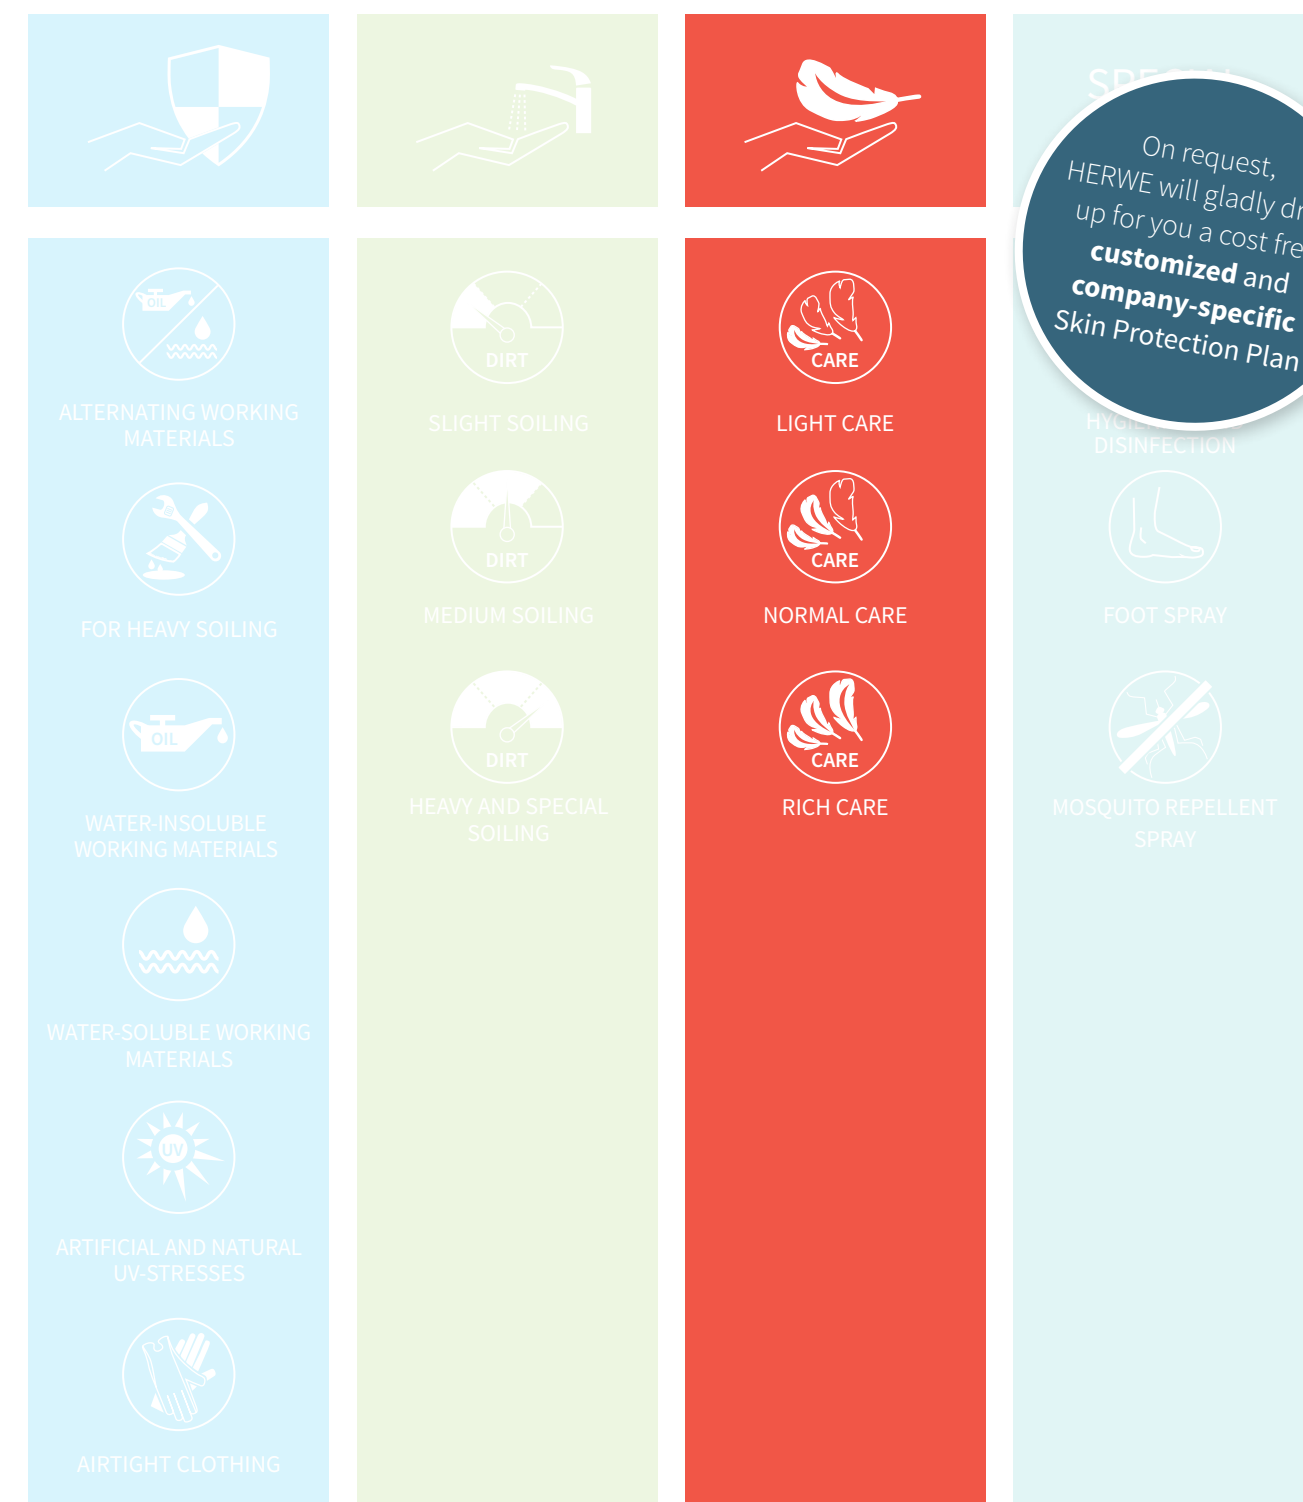 OIL
ALTERNATING WORKING
MATERIALS
FOR HEAVY SOILING
OIL
WATER-INSOLUBLE
WORKING MATERIALS
WATER-SOLUBLE WORKING
MATERIALS
UV
ARTIFICIAL AND NATURAL
UV-STRESSES
AIRTIGHT CLOTHING
DIRT
SLIGHT SOILING
DIRT
MEDIUM SOILING
DIRT
HEAVY AND SPECIAL
SOILING
CARE
LIGHT CARE
CARE
NORMAL CARE
CARE
RICH CARE
On request,
HERWE will gladly
up for you a cost
customized and
company-specific
Skin Protection Plan
DISINFECTION
FOOT SPRAY
MOSQUITO REPELLENT
SPRAY